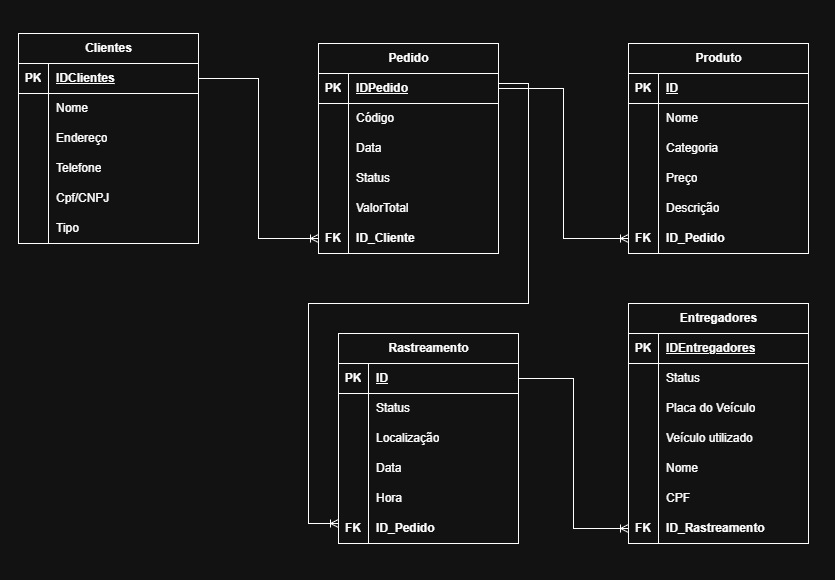 Clientes
PK IDClientes
Nome
Endereço
Telefone
Cpf/CNPJ
Tipo
Pedido
PK IDPedido
Código
Data
Status
ValorTotal
FK ID_Cliente
Produto
PK ID
Nome
Categoria
Preço
Descrição
FK ID_Pedido
Rastreamento
PK ID
Status
Localização
Data
Hora
FK ID_Pedido
Entregadores
PK IDEntregadores
Status
Placa do Veículo
Veículo utilizado
Nome
CPF
FK ID_Rastreamento